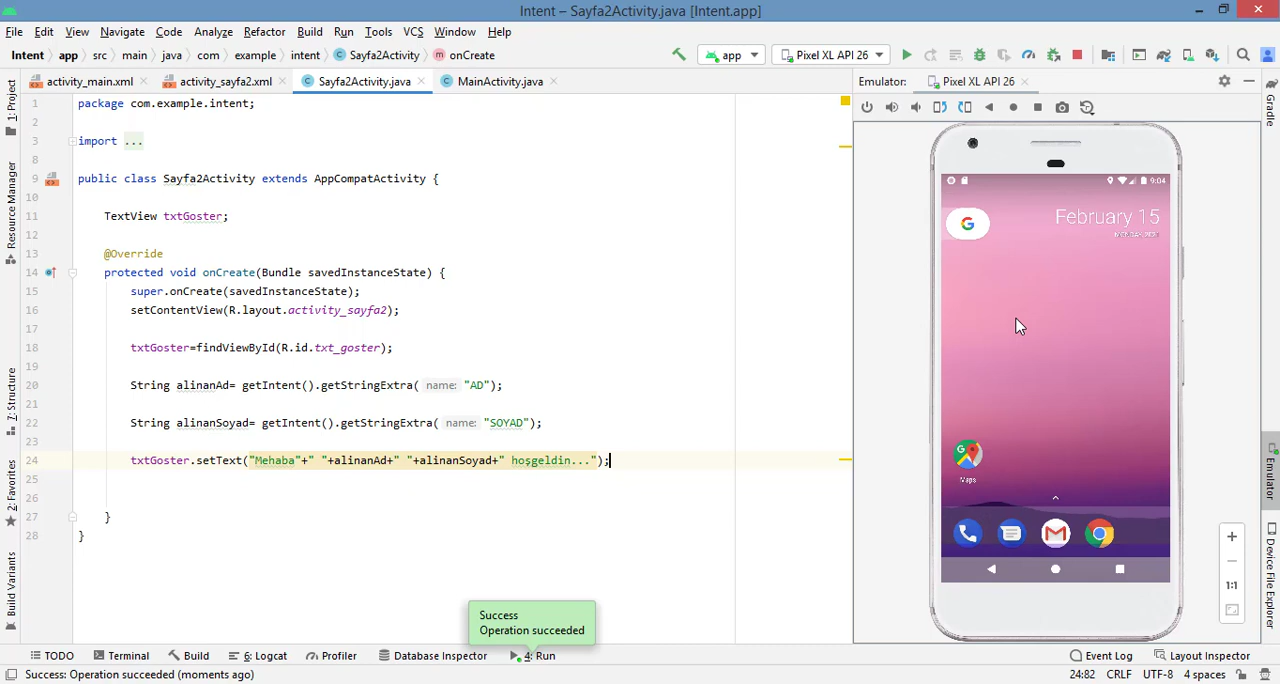 Intent – Sayfa2Activity.java [Intent.app]
File Edit View Navigate Code Analyze Refactor Build Run Tools VCS Window Help
Intent app src main java com example intent Sayfa2Activity onCreate app Pixel XL API 26
activity_main.xml activity_sayfa2.xml Sayfa2Activity.java MainActivity.java Emulator: Pixel XL API 26
1: Project
Resource Manager
7: Structure
2: Favorites
Build Variants
1 package com.example.intent;
2
3 import ...
8
9 public class Sayfa2Activity extends AppCompatActivity {
10
11 TextView txtGoster;
12
13 @Override
14 protected void onCreate(Bundle savedInstanceState) {
15 super.onCreate(savedInstanceState);
16 setContentView(R.layout.activity_sayfa2);
17
18 txtGoster=findViewById(R.id.txt_goster);
19
20 String alinanAd= getIntent().getStringExtra( name: "AD");
21
22 String alinanSoyad= getIntent().getStringExtra( name: "SOYAD");
23
24 txtGoster.setText("Mehaba"+" "+alinanAd+" "+alinanSoyad+" hoşgeldin...");
25
26
27 }
28 }
9:04
G
February 15
Maps
1:1
Gradle
Emulator
Device File Explorer
Success
Operation succeeded
TODO Terminal Build 6: Logcat Profiler Database Inspector 4: Run Event Log Layout Inspector
Success: Operation succeeded (moments ago) 24:82 CRLF UTF-8 4 spaces